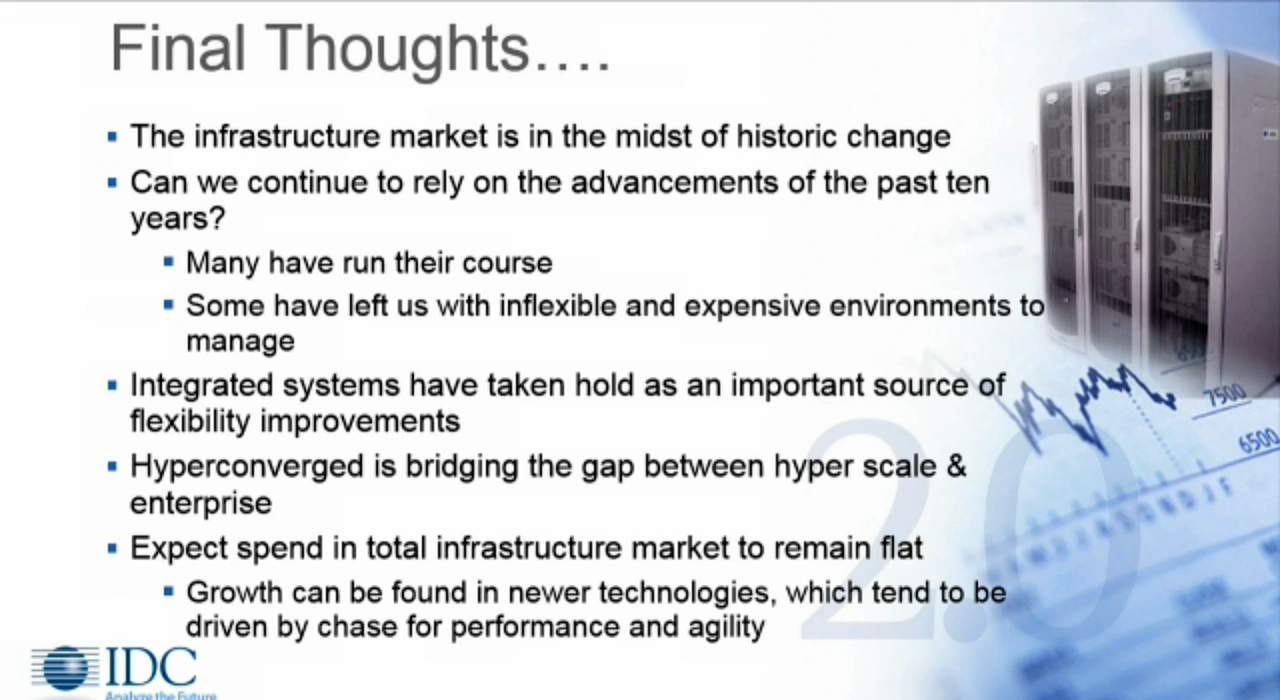 Final Thoughts....
▪ The infrastructure market is in the midst of historic change
▪ Can we continue to rely on the advancements of the past ten
years?
▪ Many have run their course
▪ Some have left us with inflexible and expensive environments to
manage
▪ Integrated systems have taken hold as an important source of
flexibility improvements
▪ Hyperconverged is bridging the gap between hyper scale &
enterprise
▪ Expect spend in total infrastructure market to remain flat
▪ Growth can be found in newer technologies, which tend to be
driven by chase for performance and agility
7500
6500
2.0
IDC
Analyze the Future